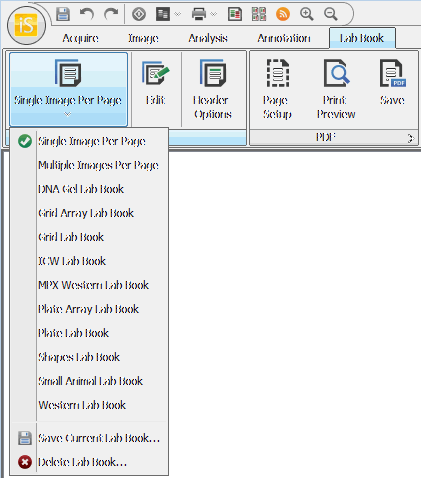 iS
Acquire Image Analysis Annotation Lab Book
Single Image Per Page Edit Header Options Page Setup Print Preview Save
PDF
PDF
Single Image Per Page
Multiple Images Per Page
DNA Gel Lab Book
Grid Array Lab Book
Grid Lab Book
ICW Lab Book
MPX Western Lab Book
Plate Array Lab Book
Plate Lab Book
Shapes Lab Book
Small Animal Lab Book
Western Lab Book
Save Current Lab Book...
Delete Lab Book...